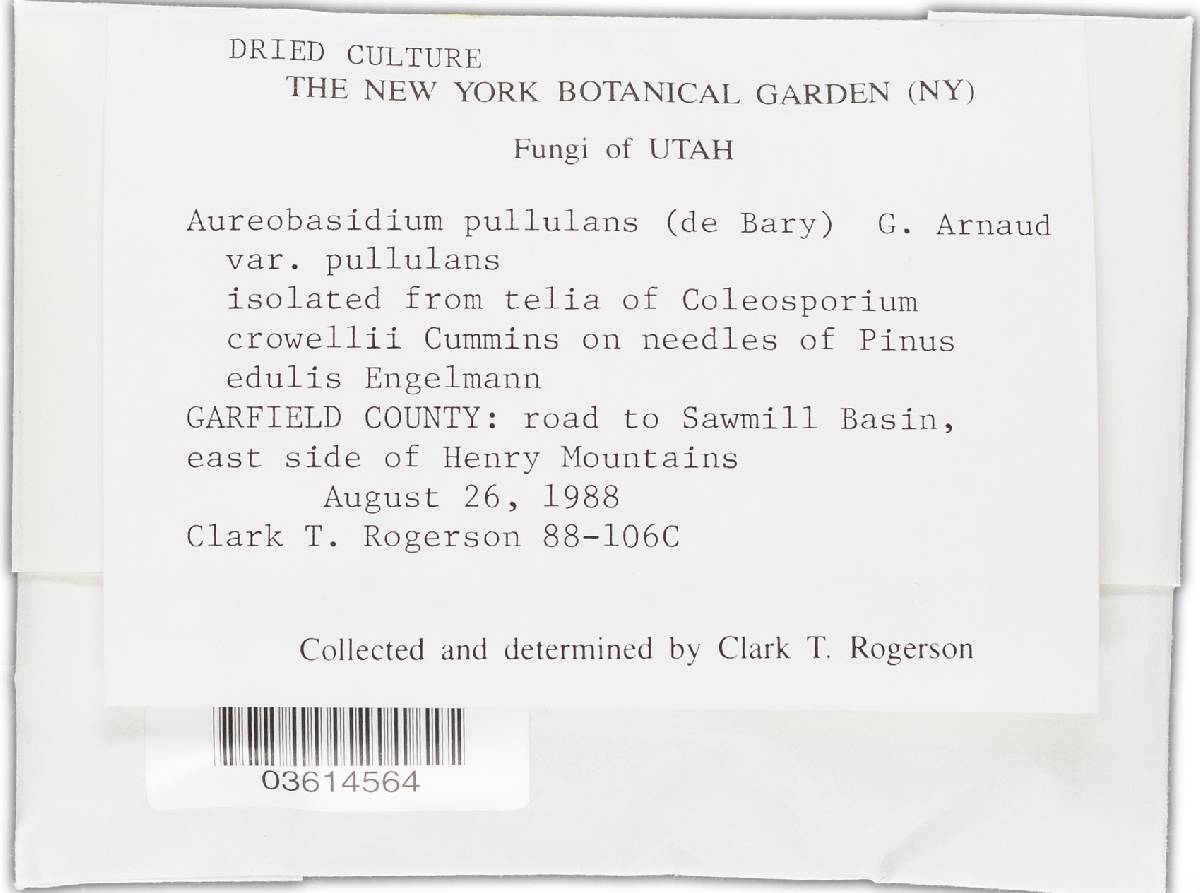 DRIED CULTURE
THE NEW YORK BOTANICAL GARDEN (NY)
Fungi of UTAH
Aureobasidium pullulans (de Bary) G. Arnaud
var. pullulans
isolated from telia of Coleosporium
crowellii Cummins on needles of Pinus
edulis Engelmann
GARFIELD COUNTY: road to Sawmill Basin,
east side of Henry Mountains
August 26, 1988
Clark T. Rogerson 88-106C
Collected and determined by Clark T. Rogerson
03614564